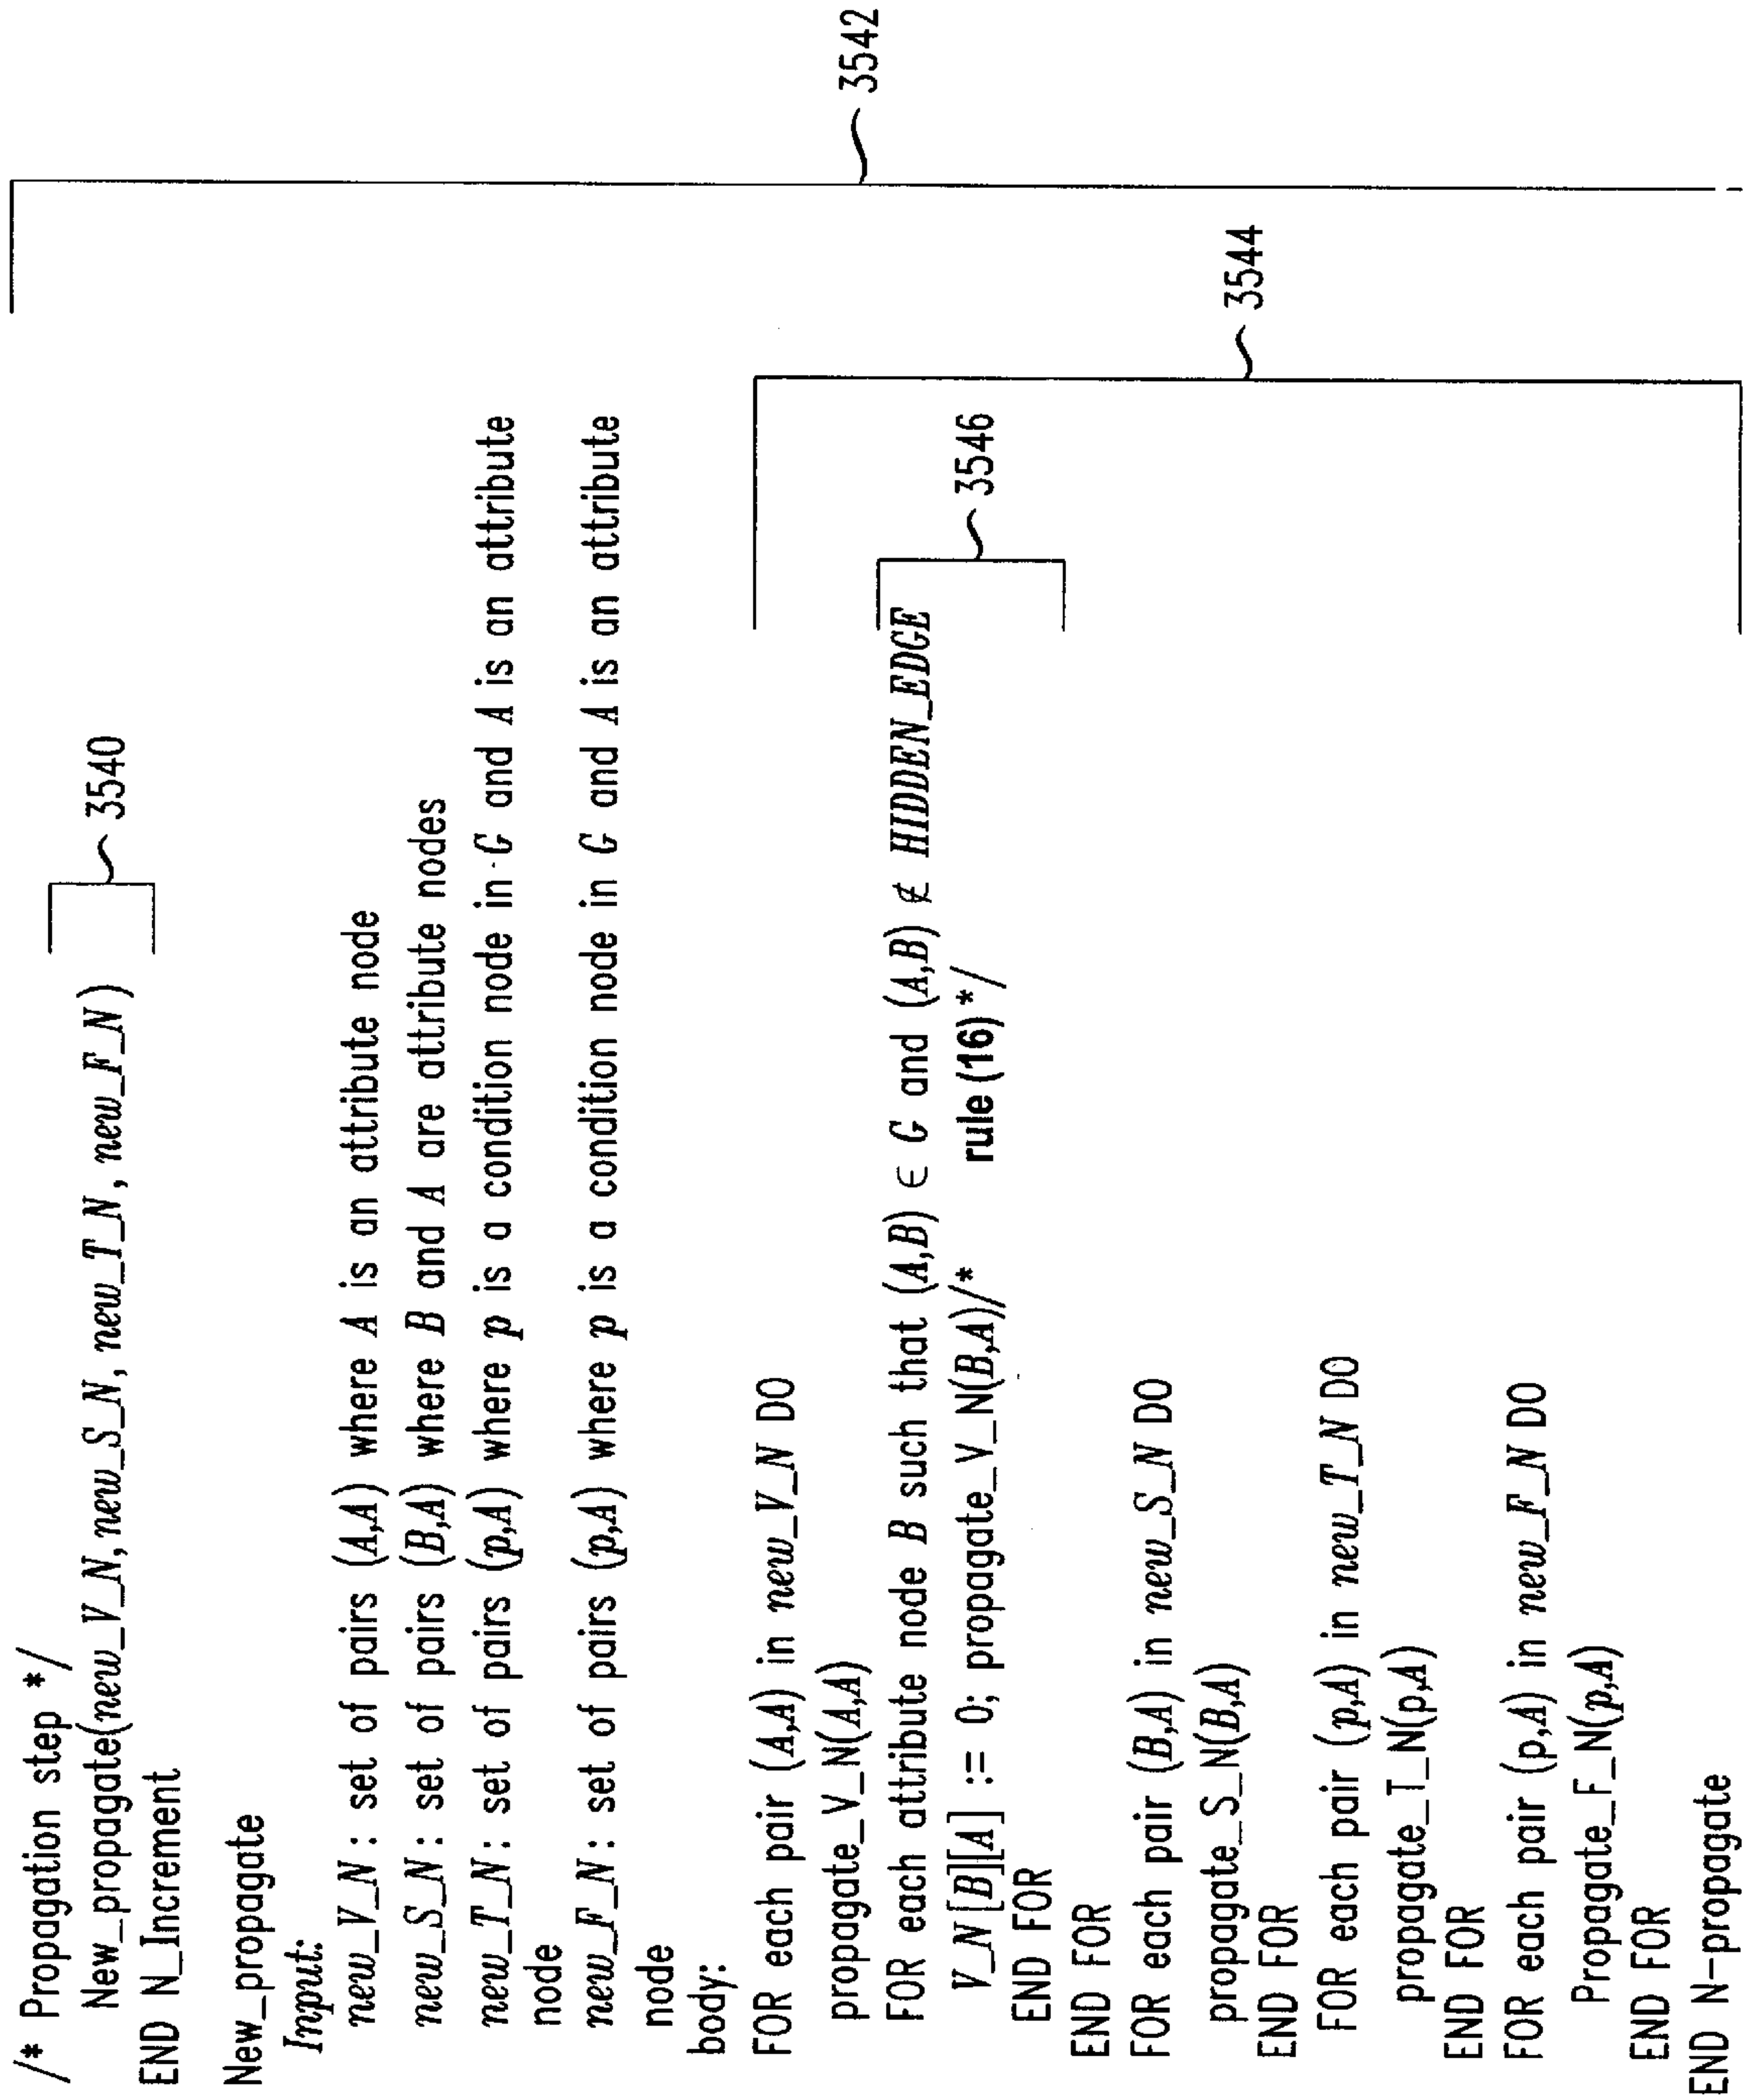 /* Propagation step */
New_propagate(new_V_N, new_S_N, new_T_N, new_F_N)
3540
END N_Increment
New_propagate
Input:
new_V_N: set of pairs (A,A) where A is an attribute node
new_S_N: set of pairs (B,A) where B and A are attribute nodes
new_T_N: set of pairs (p,A) where p is a condition node in G and A is an attribute
node
new_F_N: set of pairs (p,A) where p is a condition node in G and A is an attribute
node
body:
FOR each pair (A,A) in new_V_N DO
propagate_V_N(A,A)
FOR each attribute node B such that (A,B) ∈ G and (A,B) ∉ HIDDEN_EDGE
V_N[B][A] := 0; propagate_V_N(B,A)/* rule (16) */
3546
END FOR
END FOR
FOR each pair (B,A) in new_S_N DO
propagate_S_N(B,A)
END FOR
3544
FOR each pair (p,A) in new_T_N DO
propagate_T_N(p,A)
END FOR
FOR each pair (p,A) in new_F_N DO
Propagate_F_N(p,A)
END FOR
END N-propagate
3542